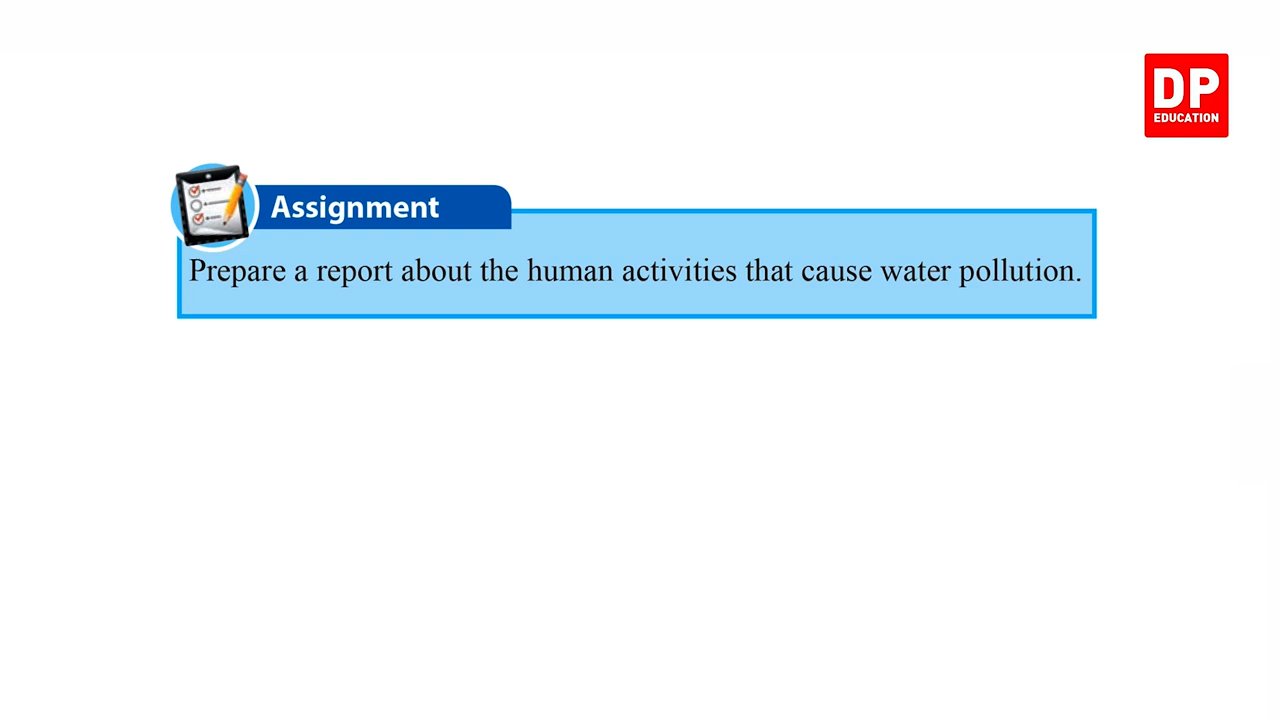 DP
EDUCATION
Assignment
Prepare a report about the human activities that cause water pollution.